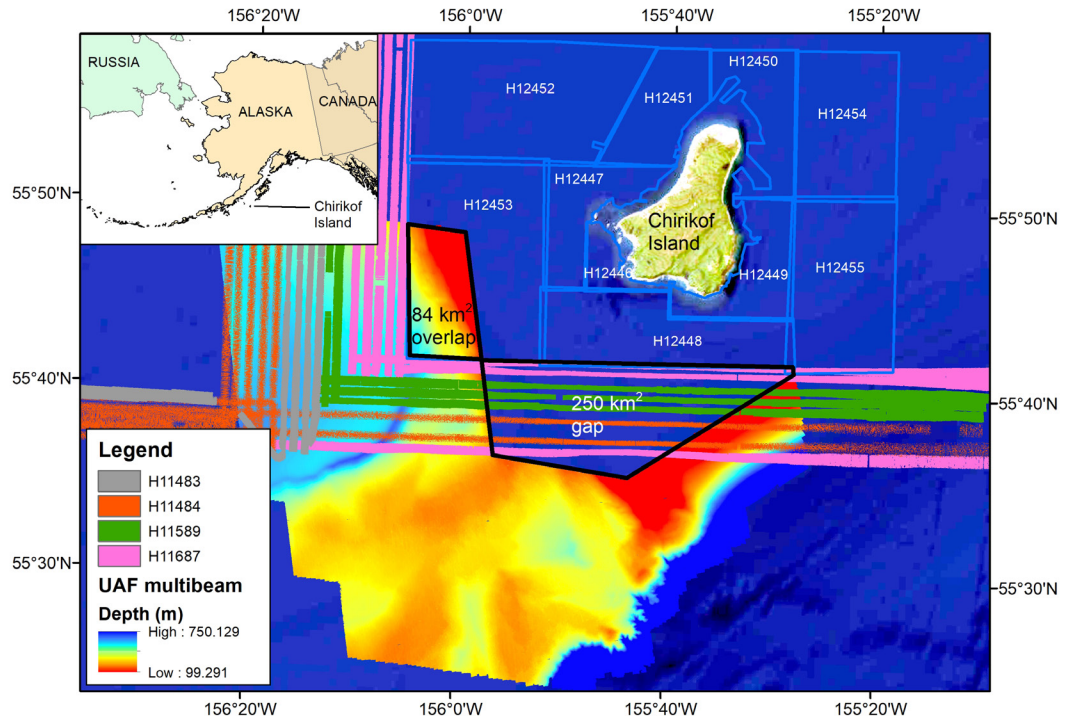 156°20'W 156°0'W 155°40'W 155°20'W
RUSSIA
ALASKA
CANADA
Chirikof
Island
H12450
H12452
H12451
H12454
55°50'N
H12447
H12453
55°50'N
Chirikof
Island
H12446
H12449
H12455
84 km²
overlap
H12448
55°40'N
55°40'N
250 km²
gap
Legend
H11483
H11484
H11589
H11687
UAF multibeam
Depth (m)
High : 750.129
Low : 99.291
55°30'N
55°30'N
156°20'W 156°0'W 155°40'W 155°20'W